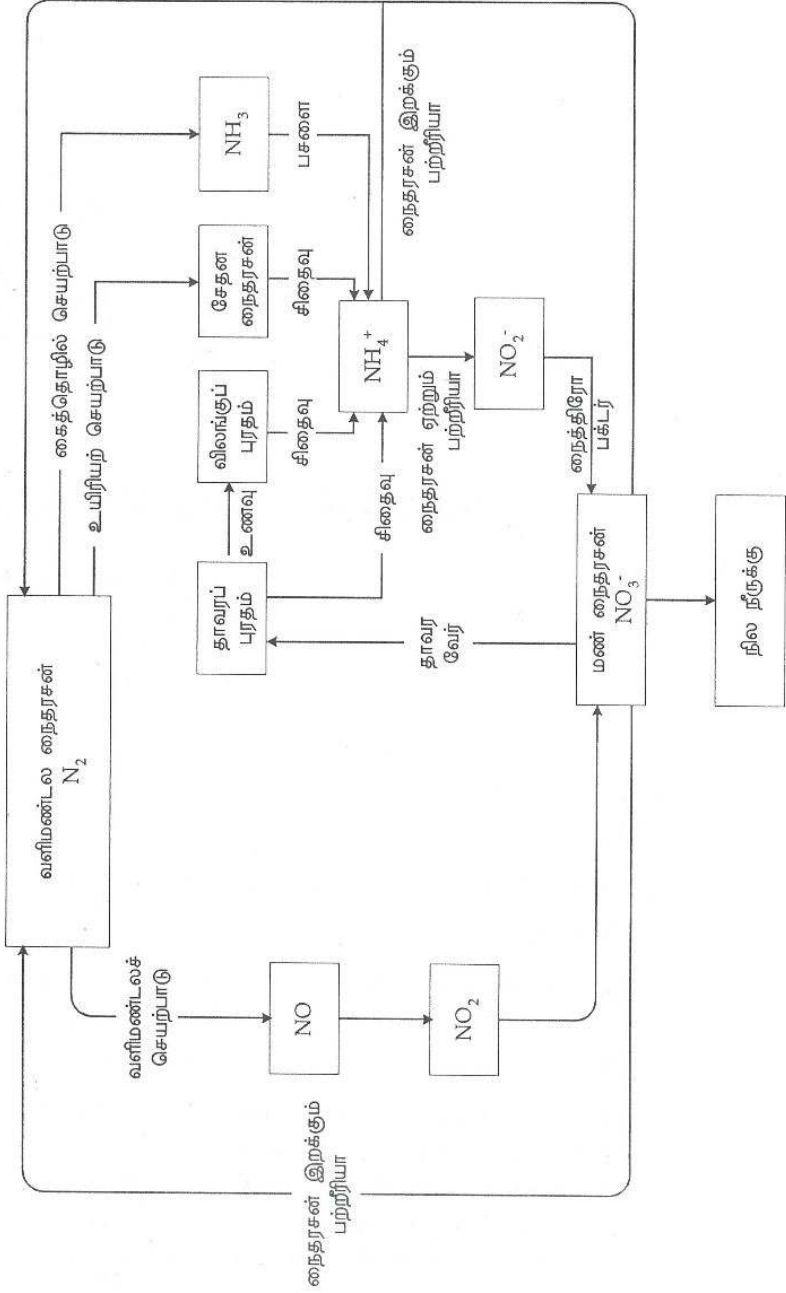 வளிமண்டல நைதரசன்
N₂
கைத்தொழில் செயற்பாடு
உயிரியற் செயற்பாடு
வளிமண்டலச்
செயற்பாடு
NH₃
பசளை
சேதன
நைதரசன்
சிதைவு
விலங்குப்
புரதம்
சிதைவு
உணவு
தாவரப்
புரதம்
சிதைவு
NO
NO₂
NH₄⁺
நைதரசன் இறக்கும்
பற்றீரியா
நைதரசன் ஏற்றும்
பற்றீரியா
NO₂⁻
நைத்திரோ
பக்டர்
தாவர
வேர்
மண் நைதரசன்
NO₃⁻
நில நீருக்கு
நைதரசன் இறக்கும்
பற்றீரியா